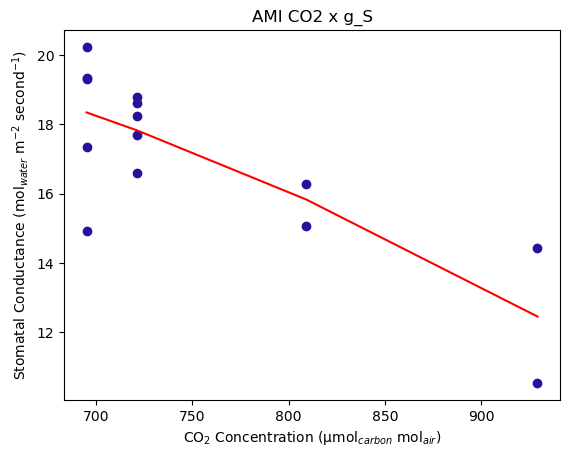 AMI CO2 x g_S
Stomatal Conductance (mol_water m⁻² second⁻¹)
20
18
16
14
12
700 750 800 850 900
CO₂ Concentration (μmol_carbon mol_air)